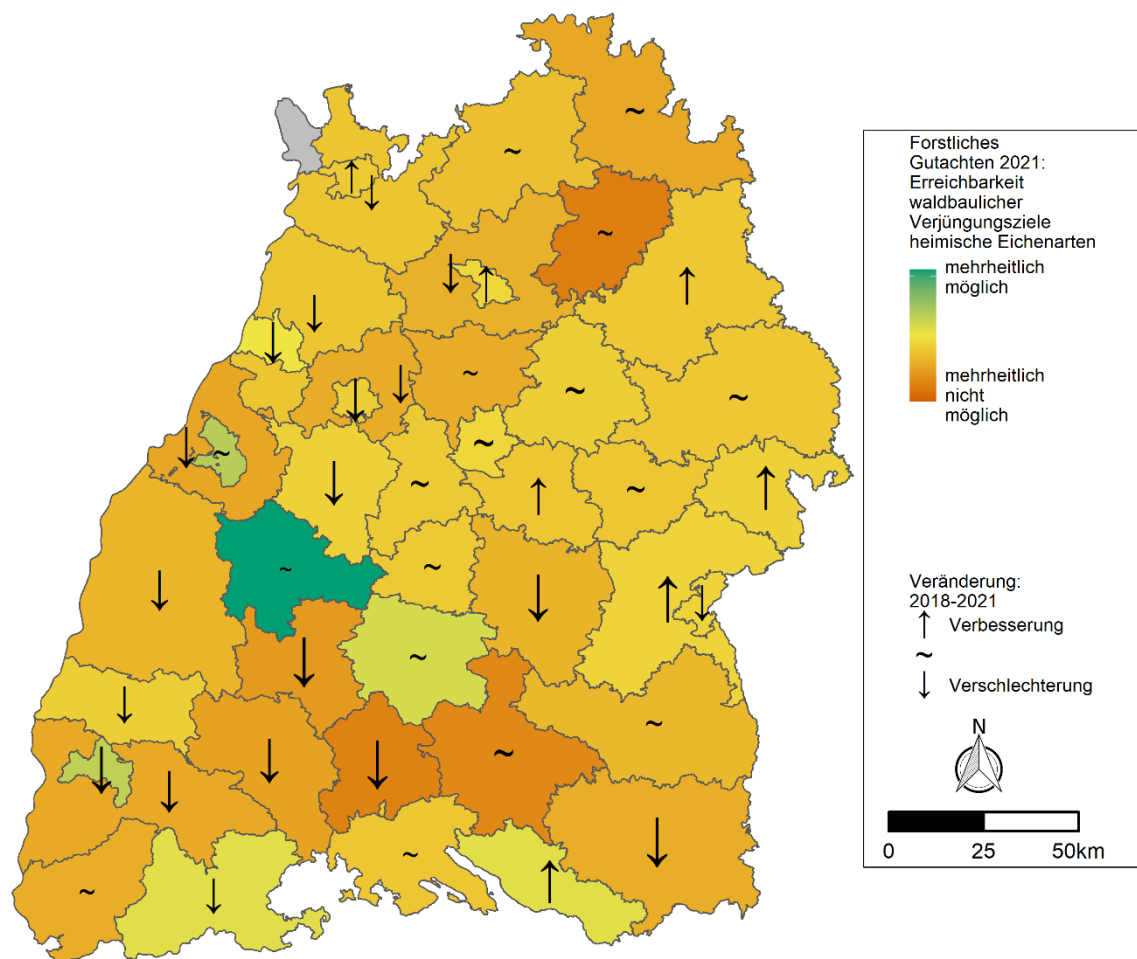 Forstliches
Gutachten 2021:
Erreichbarkeit
waldbaulicher
Verjüngungsziele
heimische Eichenarten
mehrheitlich
möglich
mehrheitlich
nicht
möglich
Veränderung:
2018-2021
↑ Verbesserung
~
↓ Verschlechterung
N
0 25 50km